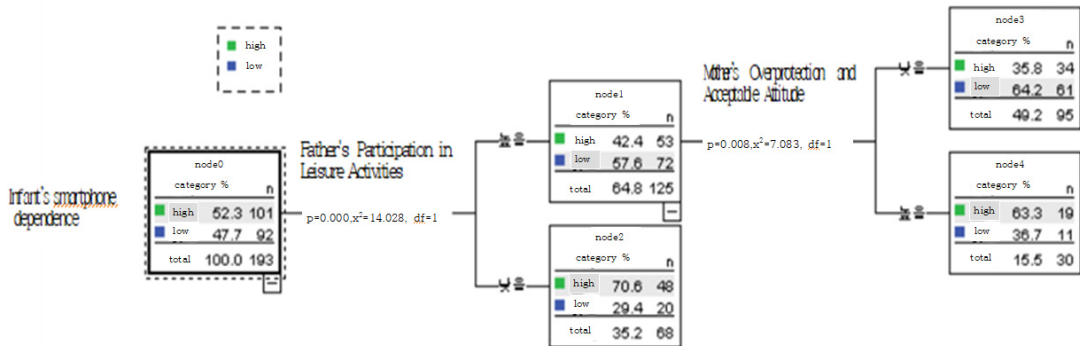 high
low
Infant's smartphone
dependence
node0
category % n
high 52.3 101
low 47.7 92
total 100.0 193
Father's Participation in
Leisure Activities
p=0.000,x²=14.028, df=1
node1
category % n
high 42.4 53
low 57.6 72
total 64.8 125
node2
category % n
high 70.6 48
low 29.4 20
total 35.2 68
Mother's Overprotection and
Acceptable Attitude
p=0.008,x²=7.083, df=1
node3
category % n
high 35.8 34
low 64.2 61
total 49.2 95
node4
category % n
high 63.3 19
low 36.7 11
total 15.5 30